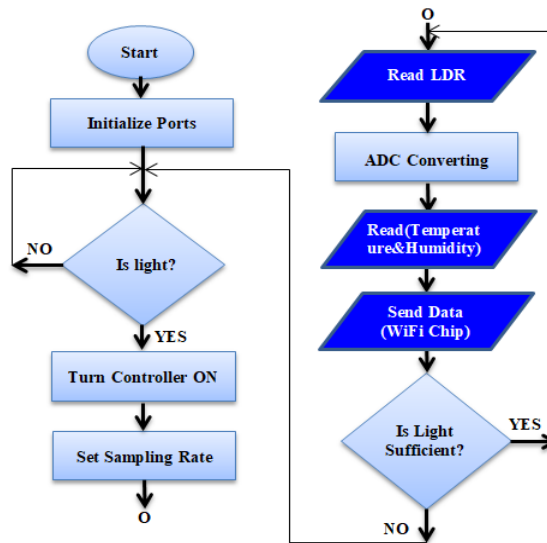 Start
Initialize Ports
Is light?
NO
YES
Turn Controller ON
Set Sampling Rate
O
O
Read LDR
ADC Converting
Read(Temperat
ure&Humidity)
Send Data
(WiFi Chip)
Is Light
Sufficient?
YES
NO